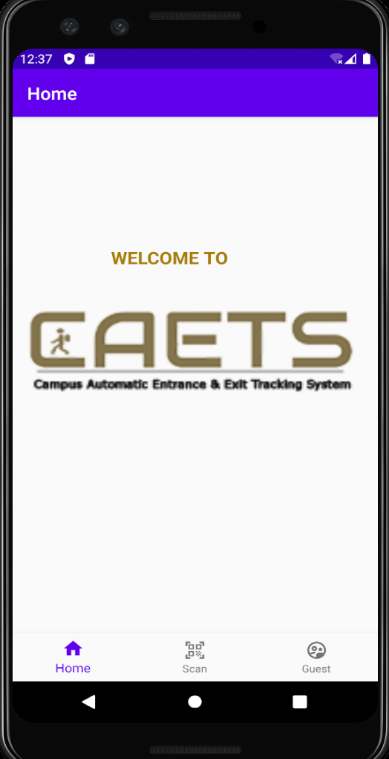 12:37
Home
WELCOME TO
CAETS
Campus Automatic Entrance & Exit Tracking System
Home
Scan
Guest